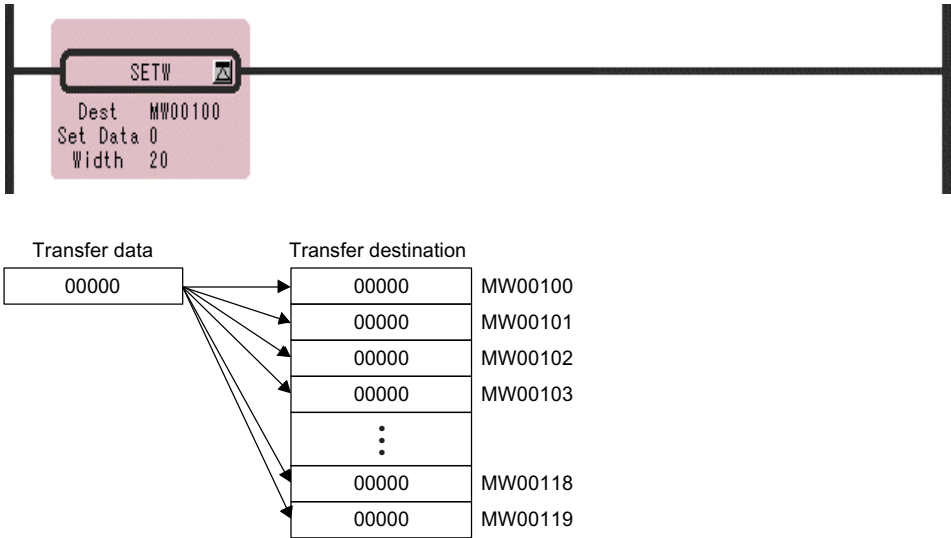 SETW
Dest MW00100
Set Data 0
Width 20
Transfer data Transfer destination
00000 00000 MW00100
00000 MW00101
00000 MW00102
00000 MW00103
00000 MW00118
00000 MW00119